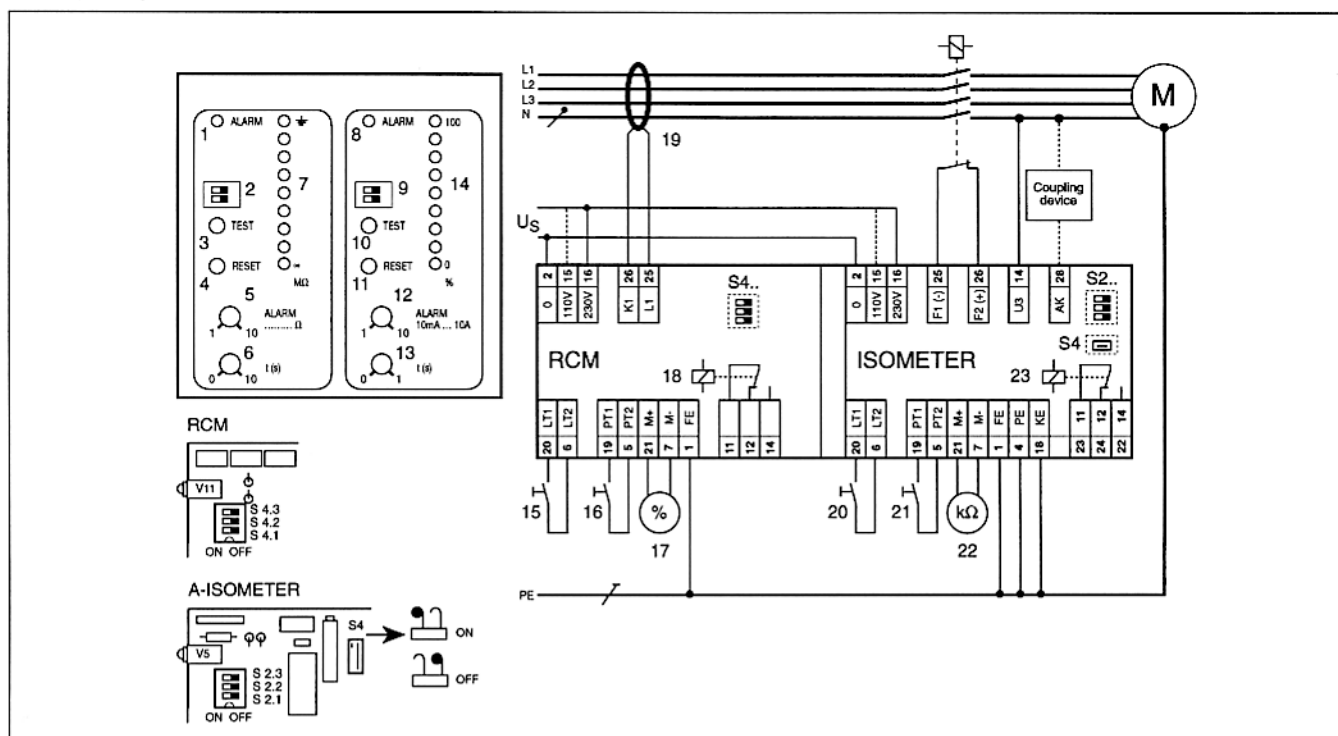 1 ALARM ⏚
2 7
3 TEST
4 RESET ∞
MΩ
5 ALARM
1 10 .......... Ω
6 t (s)
0 10
8 ALARM 100
9 14
10 TEST
11 RESET 0
%
12 ALARM
1 10 10mA .... 10A
13 t (s)
0 1
RCM
V11
S 4.3
S 4.2
S 4.1
ON OFF
A-ISOMETER
S4 ON
V5
OFF
S 2.3
S 2.2
S 2.1
ON OFF
L1
L2
L3
N
M
19
Coupling
device
US
2 15 16 26 25
0 110V 230V K1 L1
S4..
RCM
18
LT1 LT2 PT1 PT2 M+ M- FE
20 6 19 5 21 7 1
11 12 14
15 16 %
17
2 15 16 25 26 14 28
0 110V 230V F1 (-) F2 (+) U3 AK
S2..
S4
ISOMETER
23
LT1 LT2 PT1 PT2 M+ M- FE PE KE
20 6 19 5 21 7 1 4 18
11 12 14
23 24 22
20 21 kΩ
22
PE